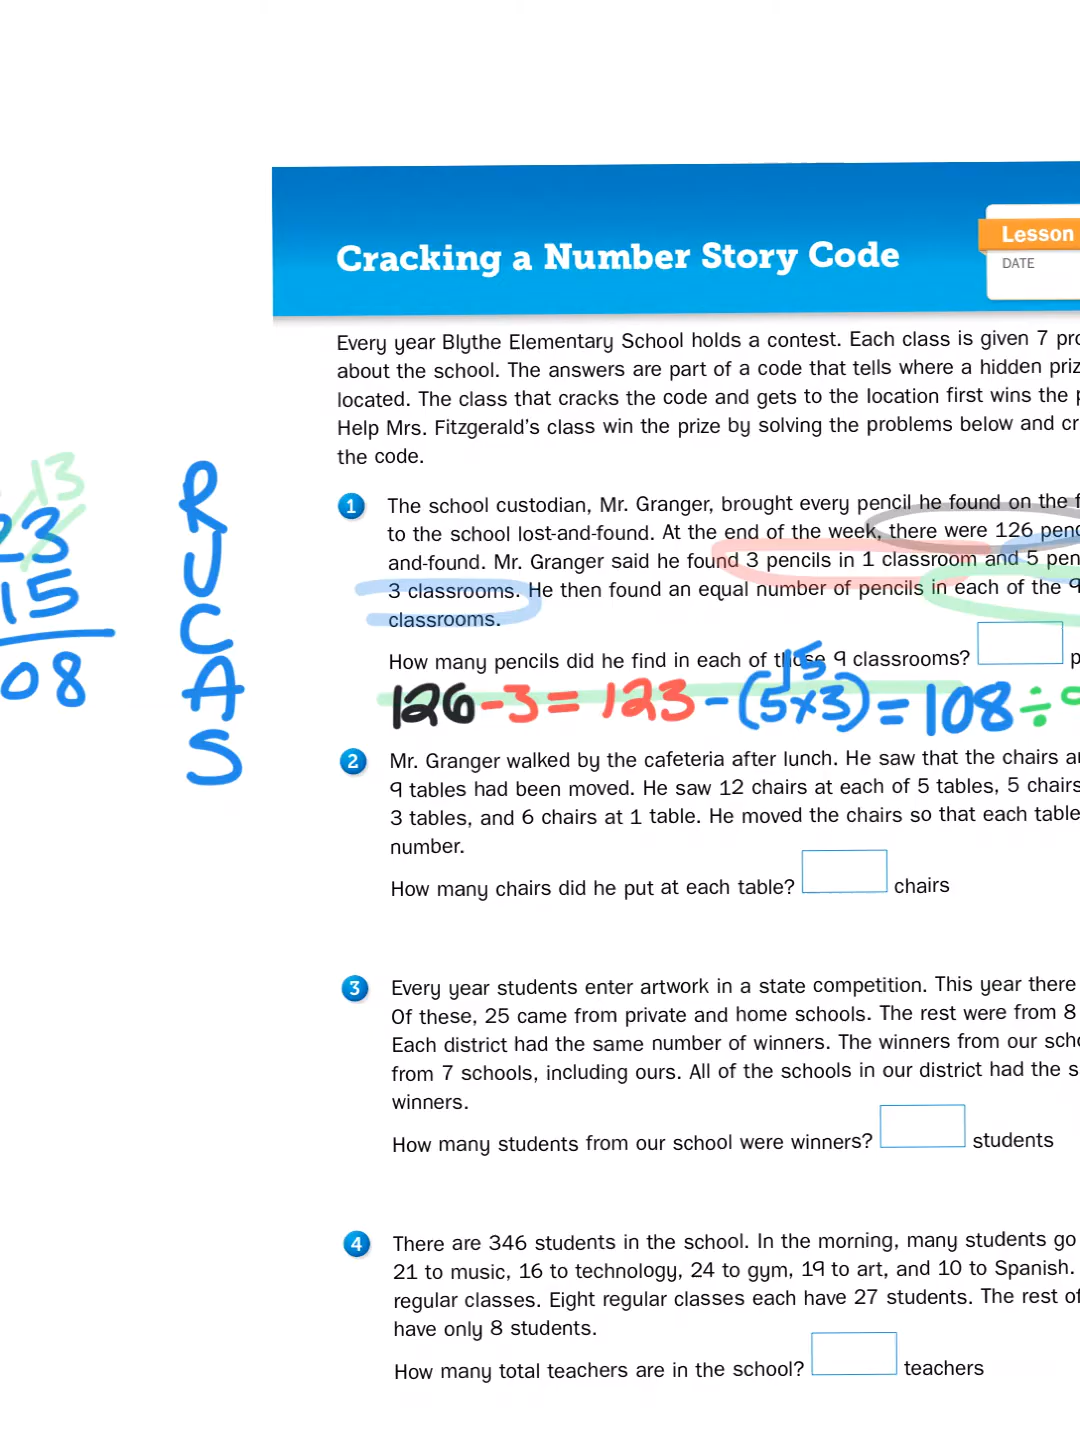 Cracking a Number Story Code
Lesson
DATE
Every year Blythe Elementary School holds a contest. Each class is given 7
about the school. The answers are part of a code that tells where a hidden
located. The class that cracks the code and gets to the location first wins the
Help Mrs. Fitzgerald's class win the prize by solving the problems below and
the code.
13
23
15
108
R
U
C
A
S
1 The school custodian, Mr. Granger, brought every pencil he found on the
to the school lost-and-found. At the end of the week, there were 126
and-found. Mr. Granger said he found 3 pencils in 1 classroom and 5
3 classrooms. He then found an equal number of pencils in each of the 9
classrooms.
How many pencils did he find in each of those 9 classrooms?
15
126 - 3 = 123 - (5x3) = 108 ÷ 9
2 Mr. Granger walked by the cafeteria after lunch. He saw that the chairs
9 tables had been moved. He saw 12 chairs at each of 5 tables, 5 chairs
3 tables, and 6 chairs at 1 table. He moved the chairs so that each table
number.
How many chairs did he put at each table? chairs
3 Every year students enter artwork in a state competition. This year there
Of these, 25 came from private and home schools. The rest were from 8
Each district had the same number of winners. The winners from our
from 7 schools, including ours. All of the schools in our district had the
winners.
How many students from our school were winners? students
4 There are 346 students in the school. In the morning, many students go
21 to music, 16 to technology, 24 to gym, 19 to art, and 10 to Spanish.
regular classes. Eight regular classes each have 27 students. The rest of
have only 8 students.
How many total teachers are in the school? teachers